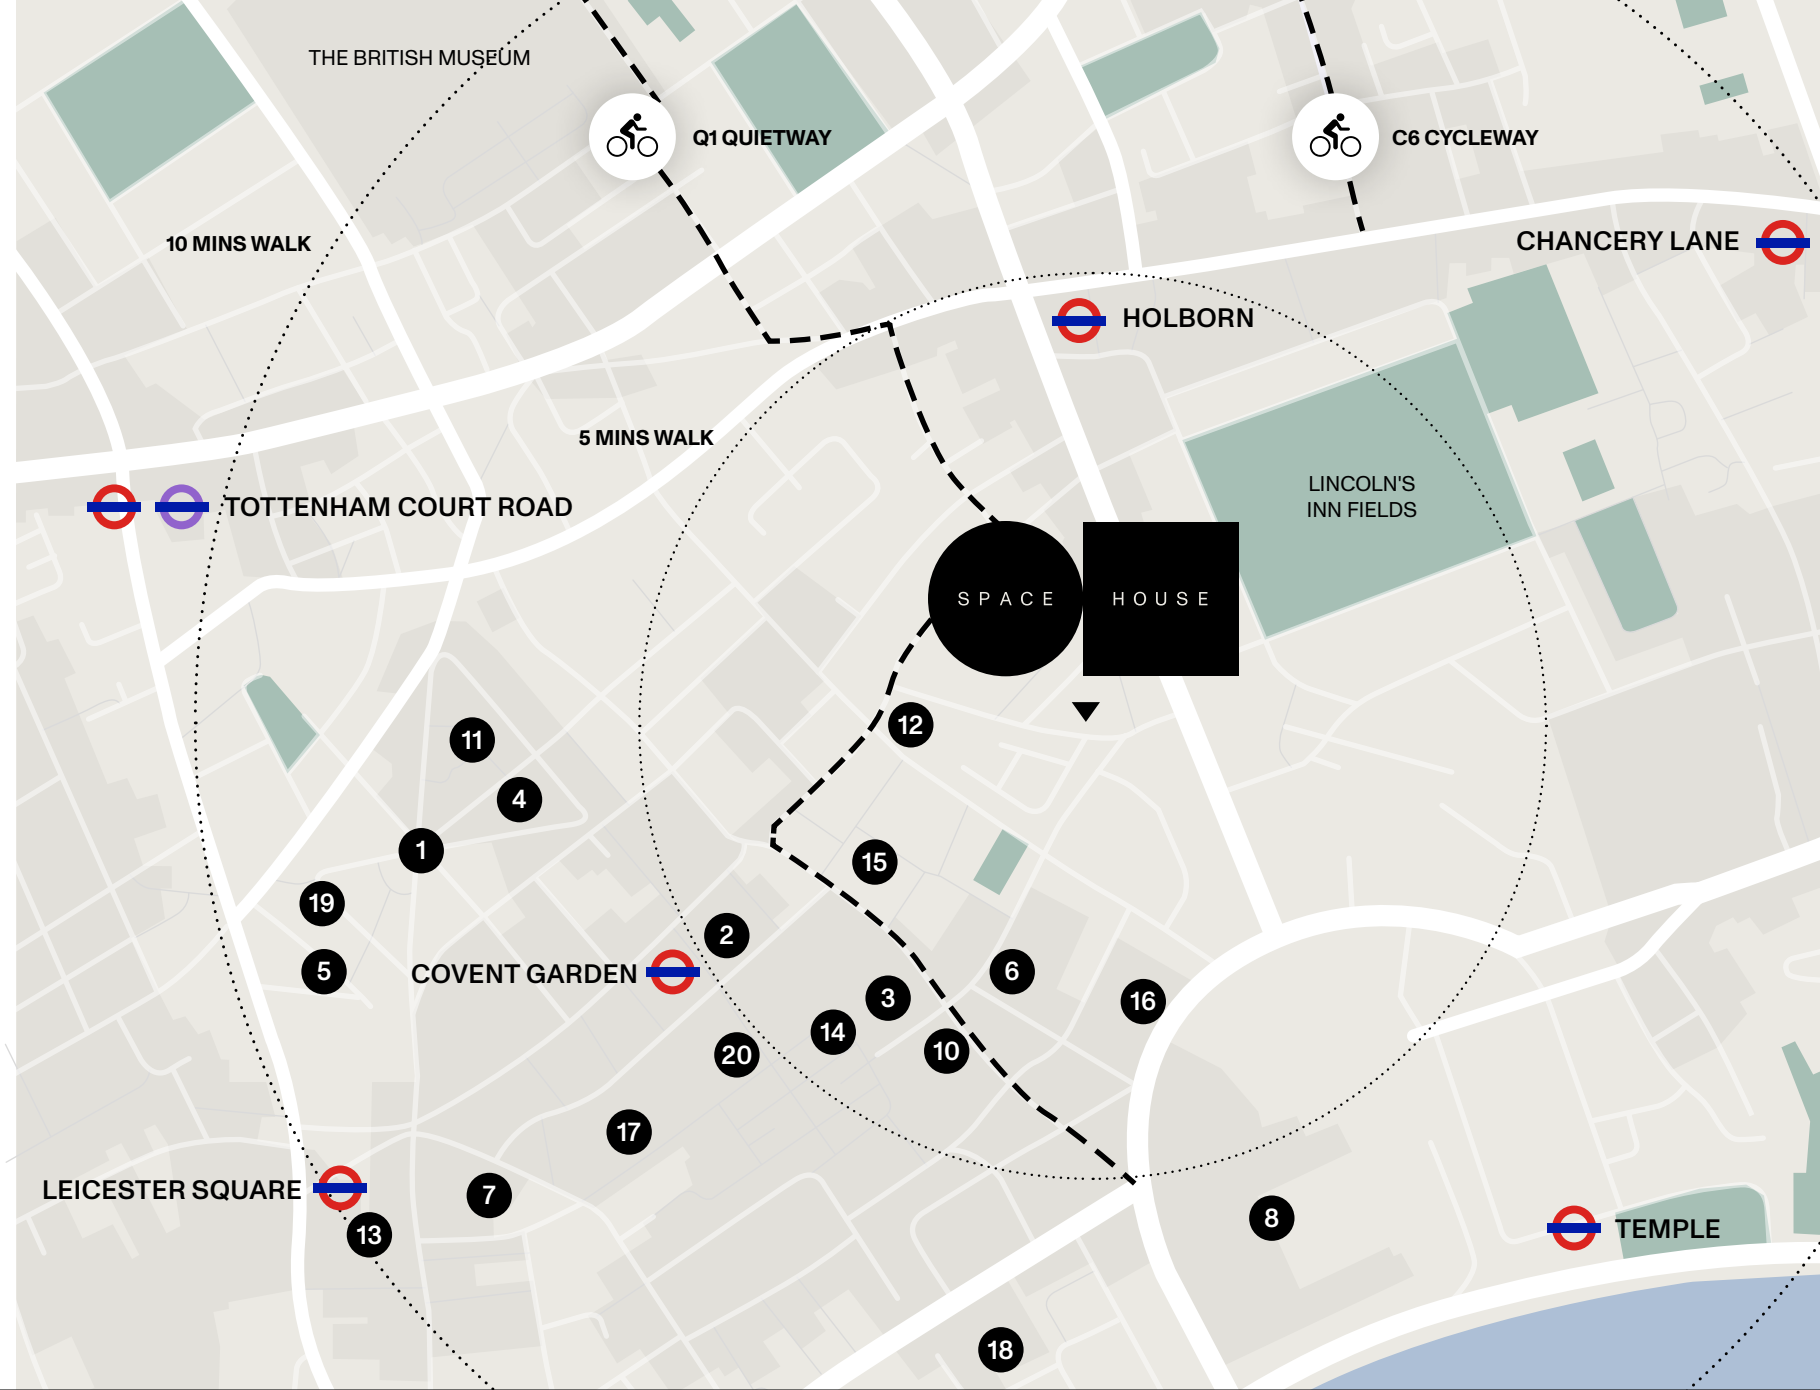 THE BRITISH MUSEUM
Q1 QUIETWAY
C6 CYCLEWAY
10 MINS WALK
CHANCERY LANE
HOLBORN
5 MINS WALK
LINCOLN'S
INN FIELDS
TOTTENHAM COURT ROAD
SPACE HOUSE
12
11
4
1
15
19
2
5
COVENT GARDEN
6
3
16
14
10
20
17
LEICESTER SQUARE
7
13
8
TEMPLE
18